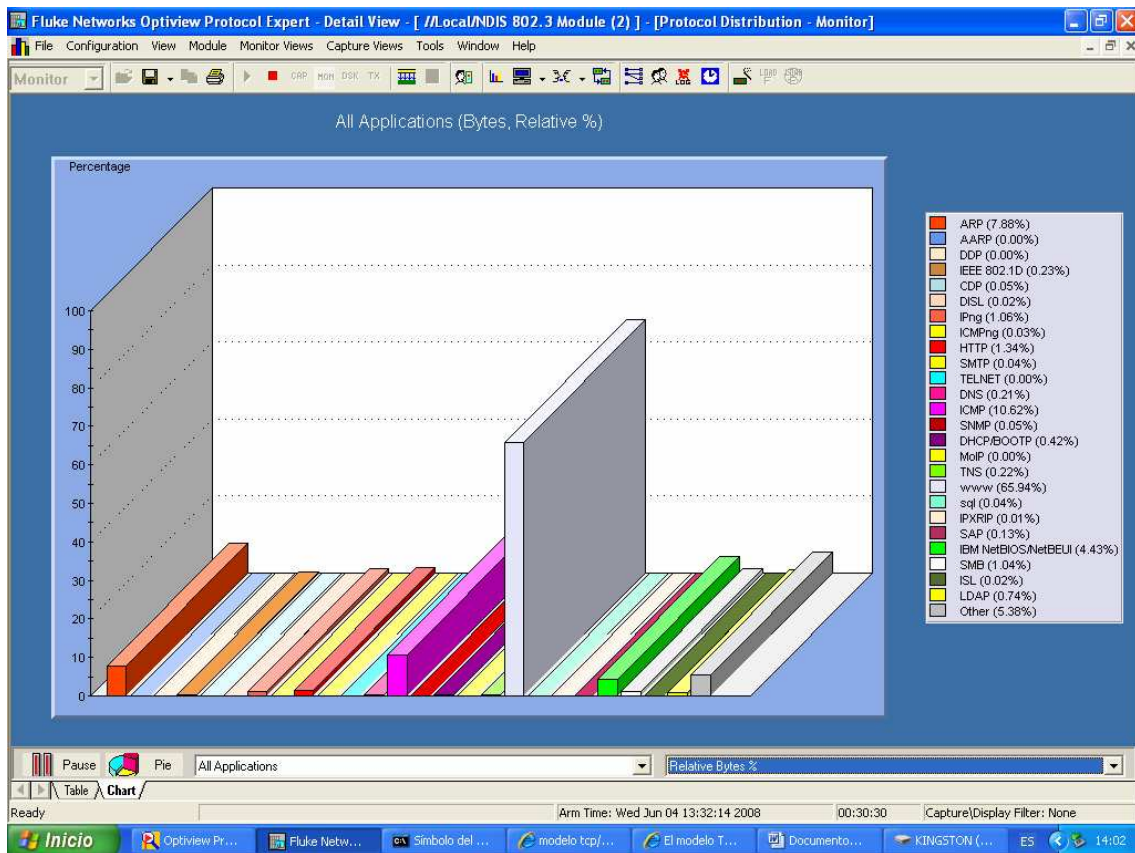 Fluke Networks Optiview Protocol Expert - Detail View - [ //Local/NDIS 802.3 Module (2) ] - [Protocol Distribution - Monitor]
File Configuration View Module Monitor Views Capture Views Tools Window Help
Monitor CAP MON DSK TX
All Applications (Bytes, Relative %)
Percentage
100
90
80
70
60
50
40
30
20
10
0
ARP (7.88%)
AARP (0.00%)
DDP (0.00%)
IEEE 802.1D (0.23%)
CDP (0.05%)
DISL (0.02%)
IPng (1.06%)
ICMPng (0.03%)
HTTP (1.34%)
SMTP (0.04%)
TELNET (0.00%)
DNS (0.21%)
ICMP (10.62%)
SNMP (0.05%)
DHCP/BOOTP (0.42%)
MoIP (0.00%)
TNS (0.22%)
www (65.94%)
sql (0.04%)
IPXRIP (0.01%)
SAP (0.13%)
IBM NetBIOS/NetBEUI (4.43%)
SMB (1.04%)
ISL (0.02%)
LDAP (0.74%)
Other (5.38%)
Pause Pie All Applications Relative Bytes %
Table Chart
Ready Arm Time: Wed Jun 04 13:32:14 2008 00:30:30 Capture\Display Filter: None
Inicio Optiview Pr... Fluke Netw... Símbolo del ... modelo tcp/... El modelo T... Documento... KINGSTON (... ES 14:02